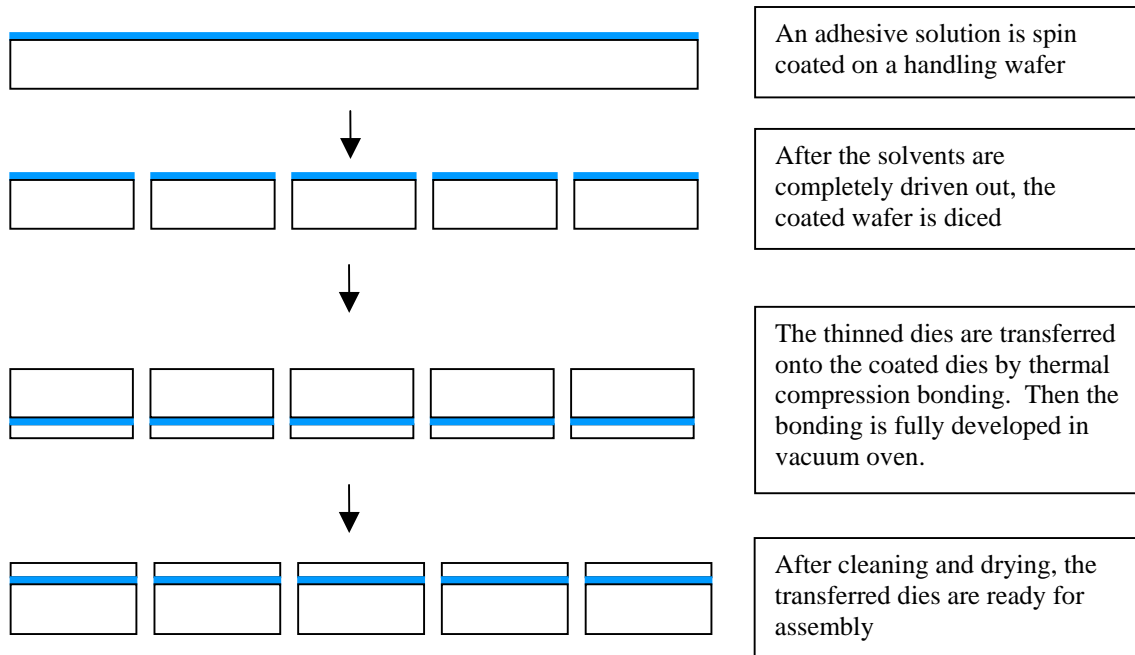 An adhesive solution is spin
coated on a handling wafer
After the solvents are
completely driven out, the
coated wafer is diced
The thinned dies are transferred
onto the coated dies by thermal
compression bonding.  Then the
bonding is fully developed in
vacuum oven.
After cleaning and drying, the
transferred dies are ready for
assembly